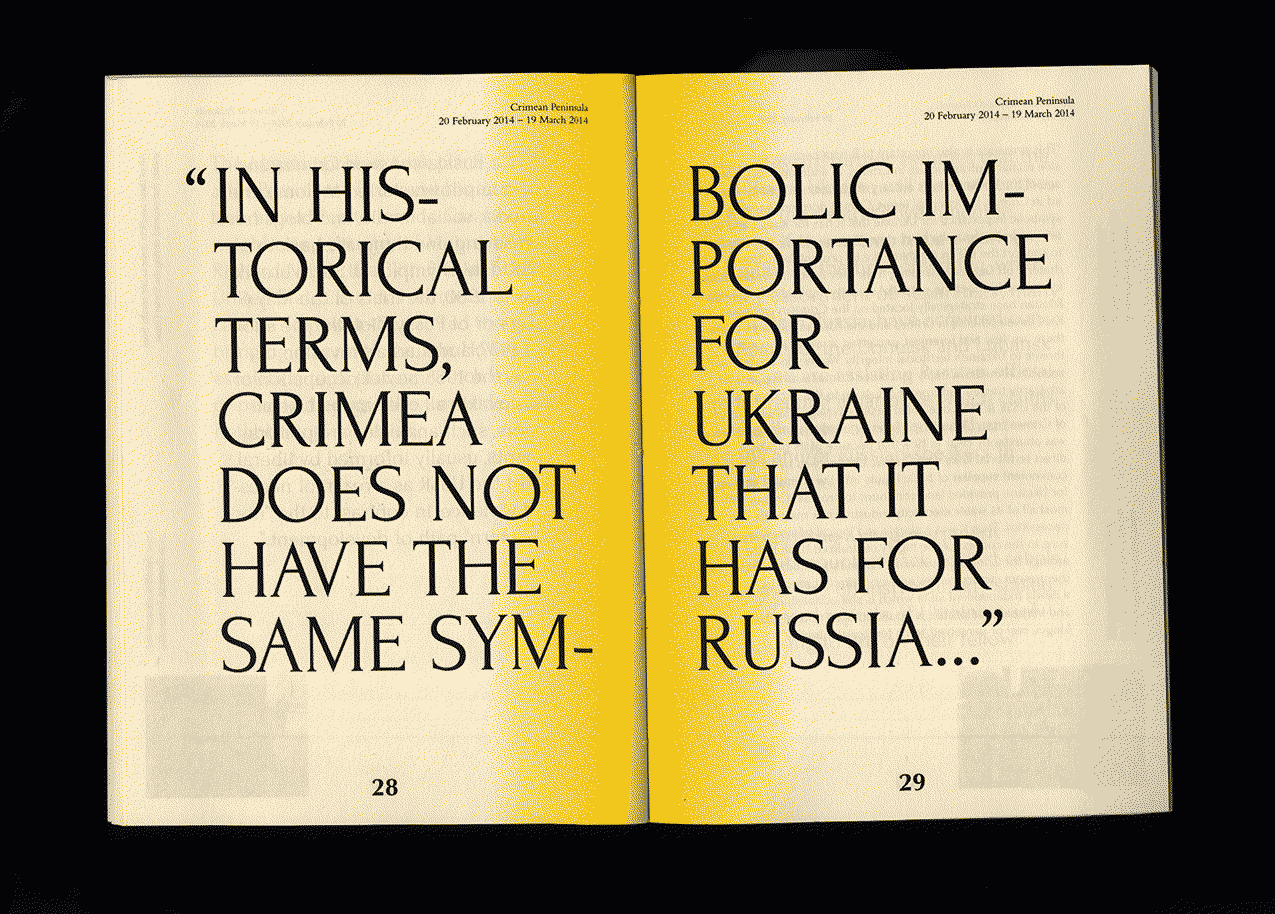 Crimean Peninsula
20 February 2014 – 19 March 2014
“IN HIS-
TORICAL
TERMS,
CRIMEA
DOES NOT
HAVE THE
SAME SYM-
28
Crimean Peninsula
20 February 2014 – 19 March 2014
BOLIC IM-
PORTANCE
FOR
UKRAINE
THAT IT
HAS FOR
RUSSIA...”
29